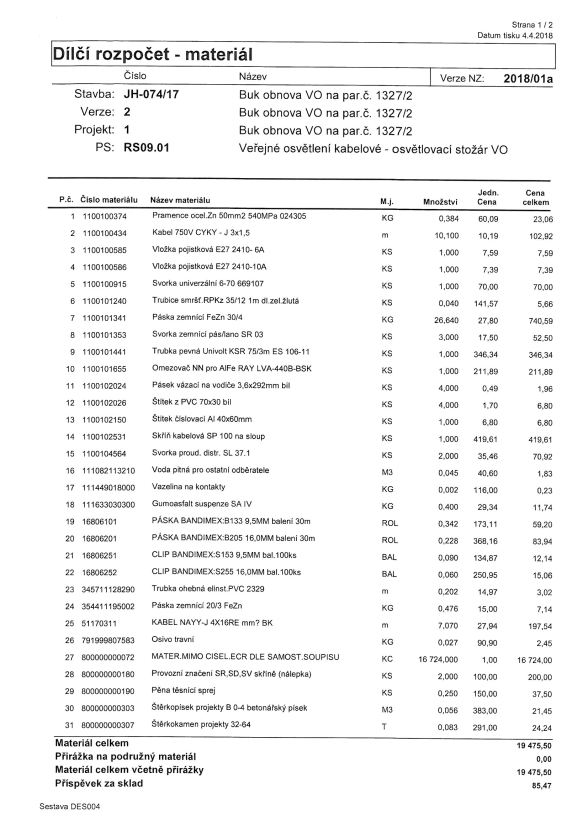 Strana 1 / 2
Datum tisku 4.4.2018
Dílčí rozpočet - materiál
Číslo Název Verze NZ: 2018/01a
Stavba: JH-074/17 Buk obnova VO na par.č. 1327/2
Verze: 2 Buk obnova VO na par.č. 1327/2
Projekt: 1 Buk obnova VO na par.č. 1327/2
PS: RS09.01 Veřejné osvětlení kabelové - osvětlovací stožár VO
Jedn. Cena
P.č. Číslo materiálu Název materiálu M.j. Množství Cena celkem
1 1100100374 Pramence ocel.Zn 50mm2 540MPa 024305 KG 0,384 60,09 23,06
2 1100100434 Kabel 750V CYKY - J 3x1,5 m 10,100 10,19 102,92
3 1100100585 Vložka pojistková E27 2410- 6A KS 1,000 7,59 7,59
4 1100100586 Vložka pojistková E27 2410-10A KS 1,000 7,39 7,39
5 1100100915 Svorka univerzální 6-70 669107 KS 1,000 70,00 70,00
6 1100101240 Trubice smršť.RPKz 35/12 1m dl.zel.žlutá KS 0,040 141,57 5,66
7 1100101341 Páska zemnící FeZn 30/4 KG 26,640 27,80 740,59
8 1100101353 Svorka zemnící pás/lano SR 03 KS 3,000 17,50 52,50
9 1100101441 Trubka pevná Univolt KSR 75/3m ES 106-11 KS 1,000 346,34 346,34
10 1100101655 Omezovač NN pro AlFe RAY LVA-440B-BSK KS 1,000 211,89 211,89
11 1100102024 Pásek vázací na vodiče 3,6x292mm bíl KS 4,000 0,49 1,96
12 1100102026 Štítek z PVC 70x30 bíl KS 4,000 1,70 6,80
13 1100102150 Štítek číslovací Al 40x60mm KS 1,000 6,80 6,80
14 1100102531 Skříň kabelová SP 100 na sloup KS 1,000 419,61 419,61
15 1100104564 Svorka proud. distr. SL 37.1 KS 2,000 35,46 70,92
16 111082113210 Voda pitná pro ostatní odběratele M3 0,045 40,60 1,83
17 111449018000 Vazelina na kontakty KG 0,002 116,00 0,23
18 111633030300 Gumoasfalt suspenze SA IV KG 0,400 29,34 11,74
19 16806101 PÁSKA BANDIMEX:B133 9,5MM balení 30m ROL 0,342 173,11 59,20
20 16806201 PÁSKA BANDIMEX:B205 16,0MM balení 30m ROL 0,228 368,16 83,94
21 16806251 CLIP BANDIMEX:S153 9,5MM bal.100ks BAL 0,090 134,87 12,14
22 16806252 CLIP BANDIMEX:S255 16,0MM bal.100ks BAL 0,060 250,95 15,06
23 345711128290 Trubka ohebná elinst.PVC 2329 m 0,202 14,97 3,02
24 354411195002 Páska zemnící 20/3 FeZn KG 0,476 15,00 7,14
25 51170311 KABEL NAYY-J 4X16RE mm? BK m 7,070 27,94 197,54
26 791999807583 Osivo travní KG 0,027 90,90 2,45
27 800000000072 MATER.MIMO CISEL.ECR DLE SAMOST.SOUPISU KC 16 724,000 1,00 16 724,00
28 800000000180 Provozní značení SR,SD,SV skříně (nálepka) KS 2,000 100,00 200,00
29 800000000190 Pěna těsnící sprej KS 0,250 150,00 37,50
30 800000000303 Štěrkopísek projekty B 0-4 betonářský písek M3 0,056 383,00 21,45
31 800000000307 Štěrkokamen projekty 32-64 T 0,083 291,00 24,24
Materiál celkem 19 475,50
Přirážka na podružný materiál 0,00
Materiál celkem včetně přirážky 19 475,50
Příspěvek za sklad 85,47
Sestava DES004